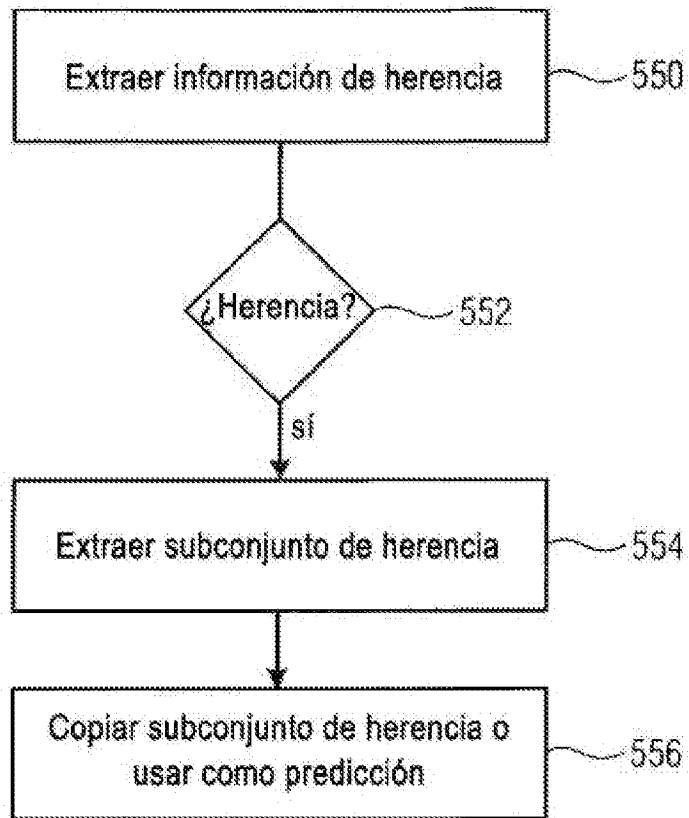 Extraer información de herencia
550
¿Herencia?
552
sí
Extraer subconjunto de herencia
554
Copiar subconjunto de herencia o
usar como predicción
556